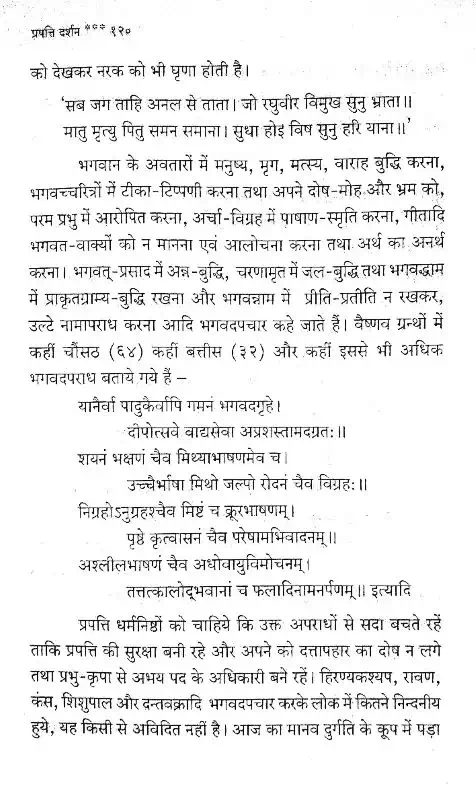 प्रपत्ति दर्शन *** १२०
को देखकर नरक को भी घृणा होती है।
‘सब जग ताहि अनल से ताता। जो रघुवीर विमुख सुनु भ्राता॥
मातु मृत्यु पितु समन समाना। सुधा होइ विष सुनु हरि याना॥’
भगवान के अवतारों में मनुष्य, मृग, मत्स्य, वाराह बुद्धि करना,
भगवच्चरित्रों में टीका-टिप्पणी करना तथा अपने दोष-मोह और भ्रम को,
परम प्रभु में आरोपित करना, अर्चा-विग्रह में पाषाण-स्मृति करना, गीतादि
भगवत-वाक्यों को न मानना एवं आलोचना करना तथा अर्थ का अनर्थ
करना। भगवत्-प्रसाद में अन्न-बुद्धि, चरणामृत में जल-बुद्धि तथा भगवद्धाम
में प्राकृतग्राम्य-बुद्धि रखना और भगवन्नाम में प्रीति-प्रतीति न रखकर,
उल्टे नामापराध करना आदि भगवदपचार कहे जाते हैं। वैष्णव ग्रन्थों में
कहीं चौंसठ (६४) कहीं बत्तीस (३२) और कहीं इससे भी अधिक
भगवदपराध बताये गये हैं –
यानैर्वा पादुकैर्वापि गमनं भगवदगृहे।
दीपोत्सवे वाद्यसेवा अप्रशस्तामदग्रतः॥
शयनं भक्षणं चैव मिथ्याभाषणमेव च।
उच्चैर्भाषा मिथो जल्पो रोदनं चैव विग्रहः॥
निग्रहोऽनुग्रहश्चैव मिष्टं च क्रूरभाषणम्।
पृष्ठे कृत्वासनं चैव परेषामभिवादनम्॥
अश्लीलभाषणं चैव अधोवायुविमोचनम्।
तत्तत्कालोद्भवानां च फलादिनामनर्पणम्॥ इत्यादि
प्रपत्ति धर्मनिष्ठों को चाहिये कि उक्त अपराधों से सदा बचते रहें
ताकि प्रपत्ति की सुरक्षा बनी रहे और अपने को दत्तापहार का दोष न लगे
तथा प्रभु-कृपा से अभय पद के अधिकारी बने रहें। हिरण्यकश्यप, रावण,
कंस, शिशुपाल और दन्तवक्रादि भगवदपचार करके लोक में कितने निन्दनीय
हुये, यह किसी से अविदित नहीं है। आज का मानव दुर्गति के कूप में पड़ा